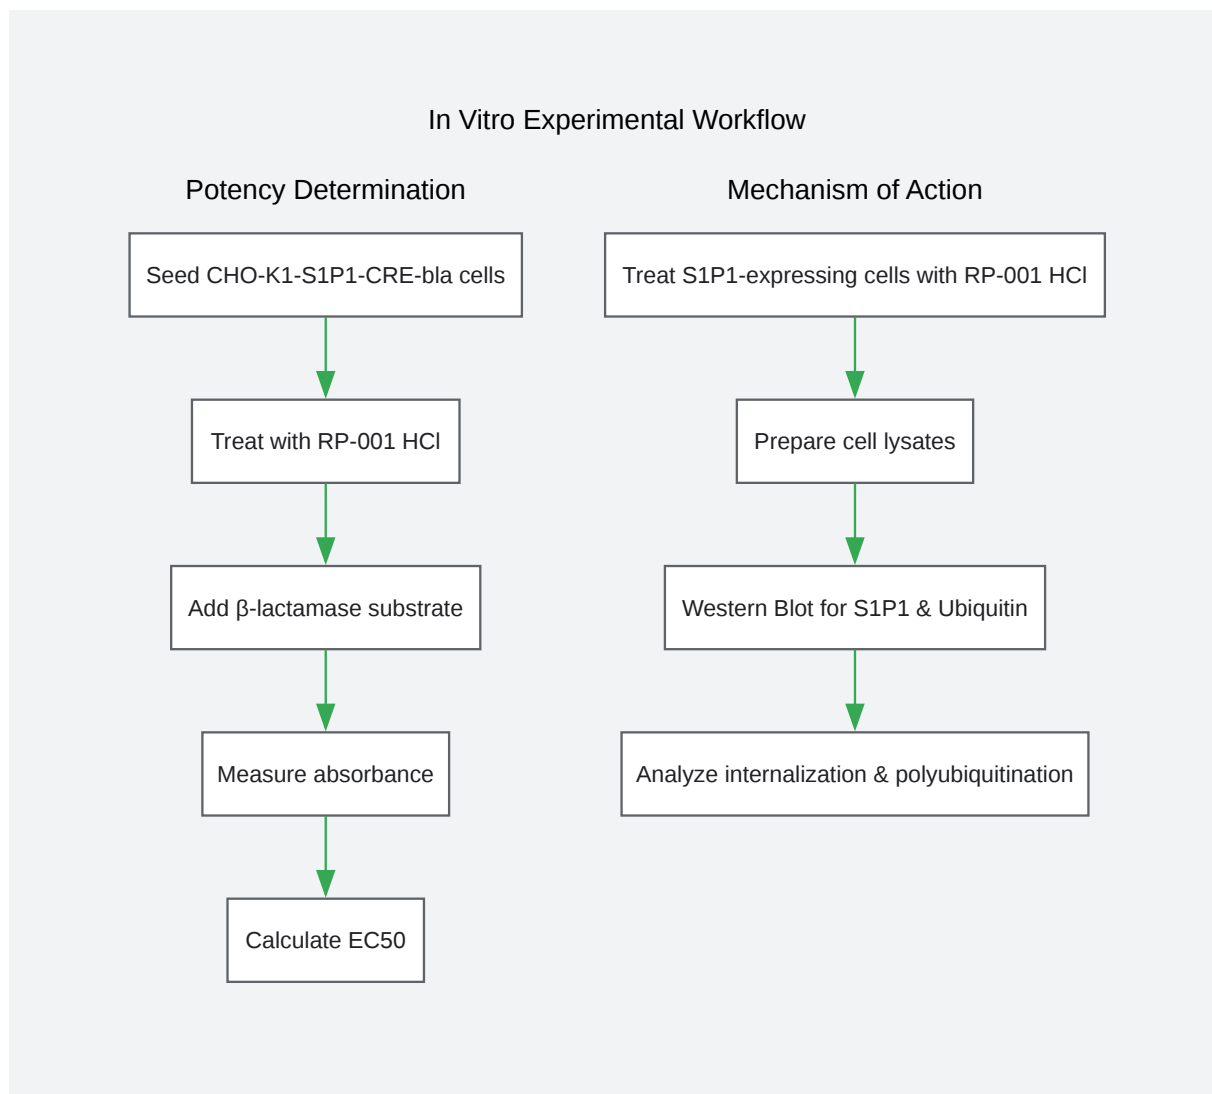 In Vitro Experimental Workflow
Potency Determination
Seed CHO-K1-S1P1-CRE-bla cells
Treat with RP-001 HCl
Add β-lactamase substrate
Measure absorbance
Calculate EC50
Mechanism of Action
Treat S1P1-expressing cells with RP-001 HCl
Prepare cell lysates
Western Blot for S1P1 & Ubiquitin
Analyze internalization & polyubiquitination